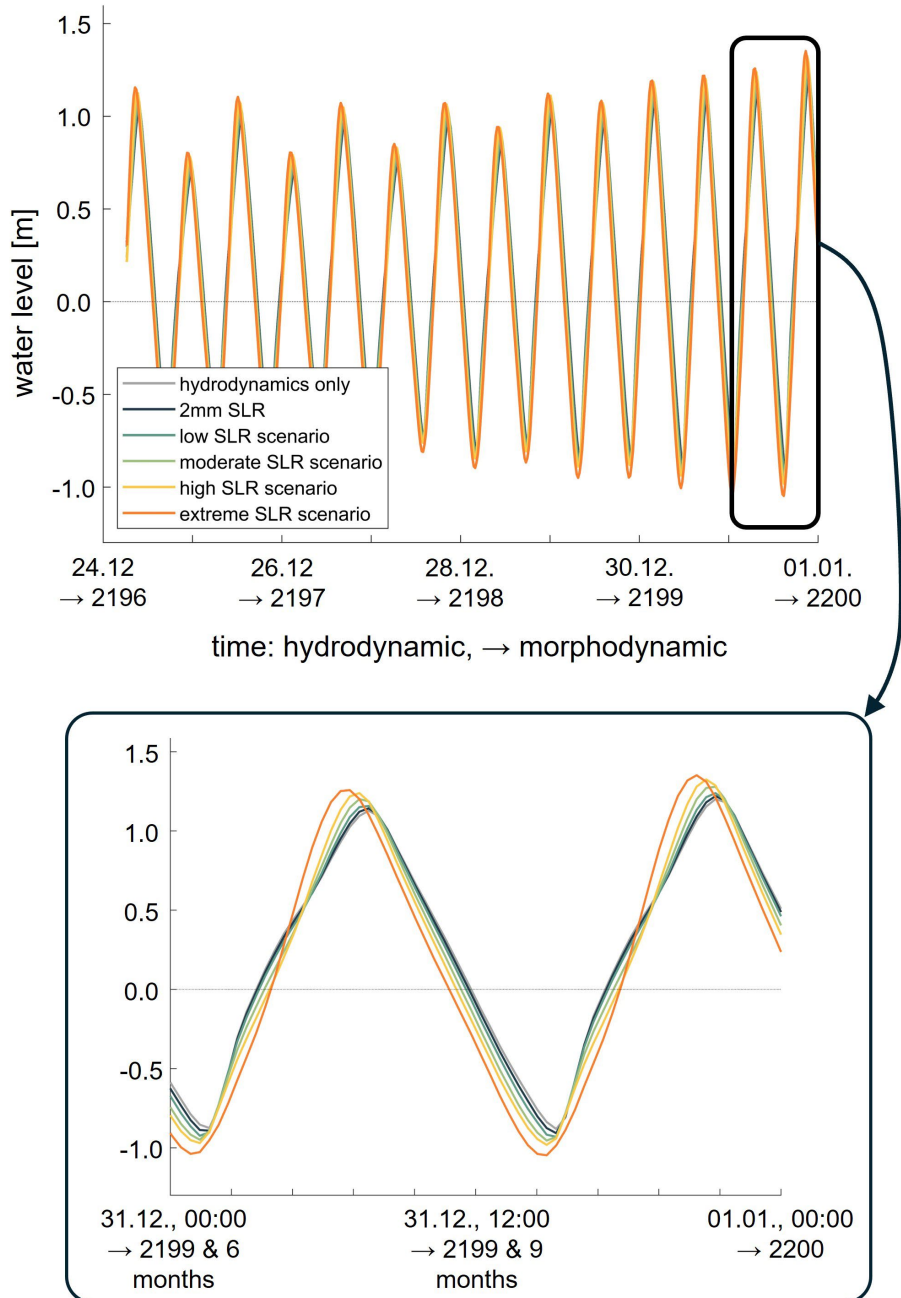 1.5
1.0
0.5
0.0
-0.5
-1.0
water level [m]
hydrodynamics only
2mm SLR
low SLR scenario
moderate SLR scenario
high SLR scenario
extreme SLR scenario
24.12 26.12 28.12. 30.12. 01.01.
→ 2196 → 2197 → 2198 → 2199 → 2200
time: hydrodynamic, → morphodynamic
1.5
1.0
0.5
0.0
-0.5
-1.0
31.12., 00:00 31.12., 12:00 01.01., 00:00
→ 2199 & 6 → 2199 & 9 → 2200
months months